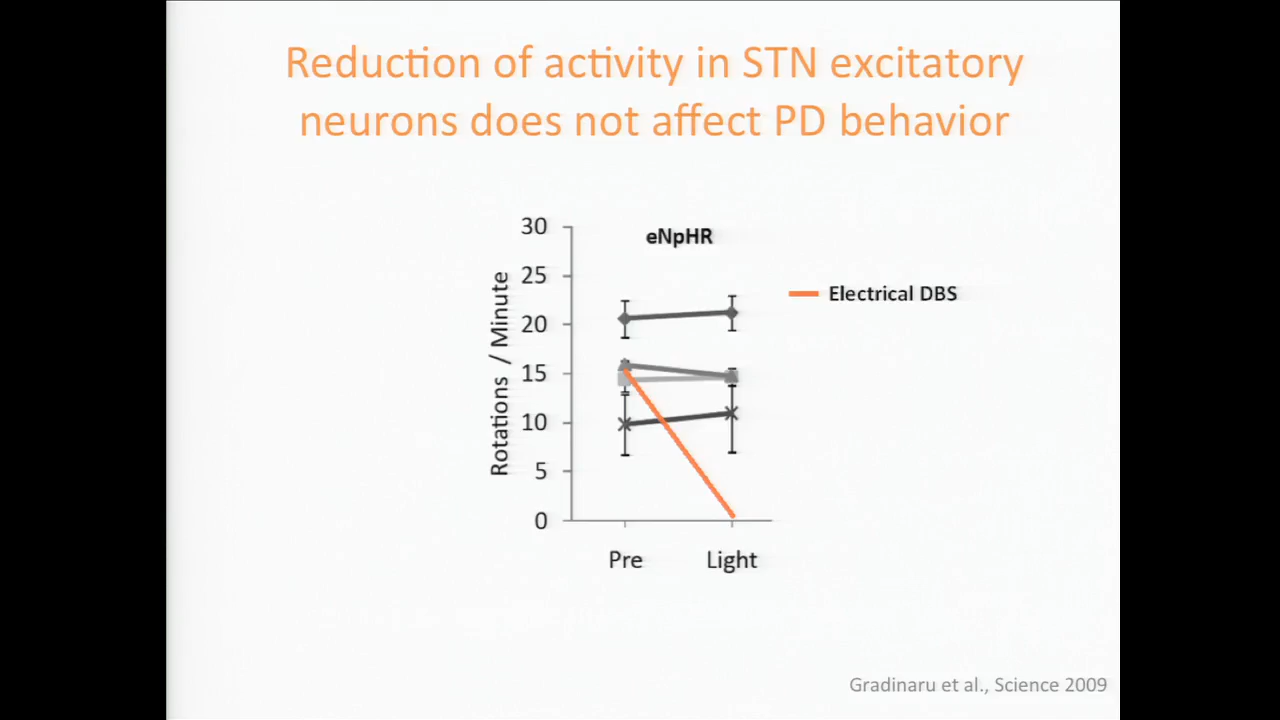 Reduction of activity in STN excitatory
neurons does not affect PD behavior
30
eNpHR
25
Electrical DBS
20
15
10
5
0
Rotations / Minute
Pre
Light
Gradinaru et al., Science 2009